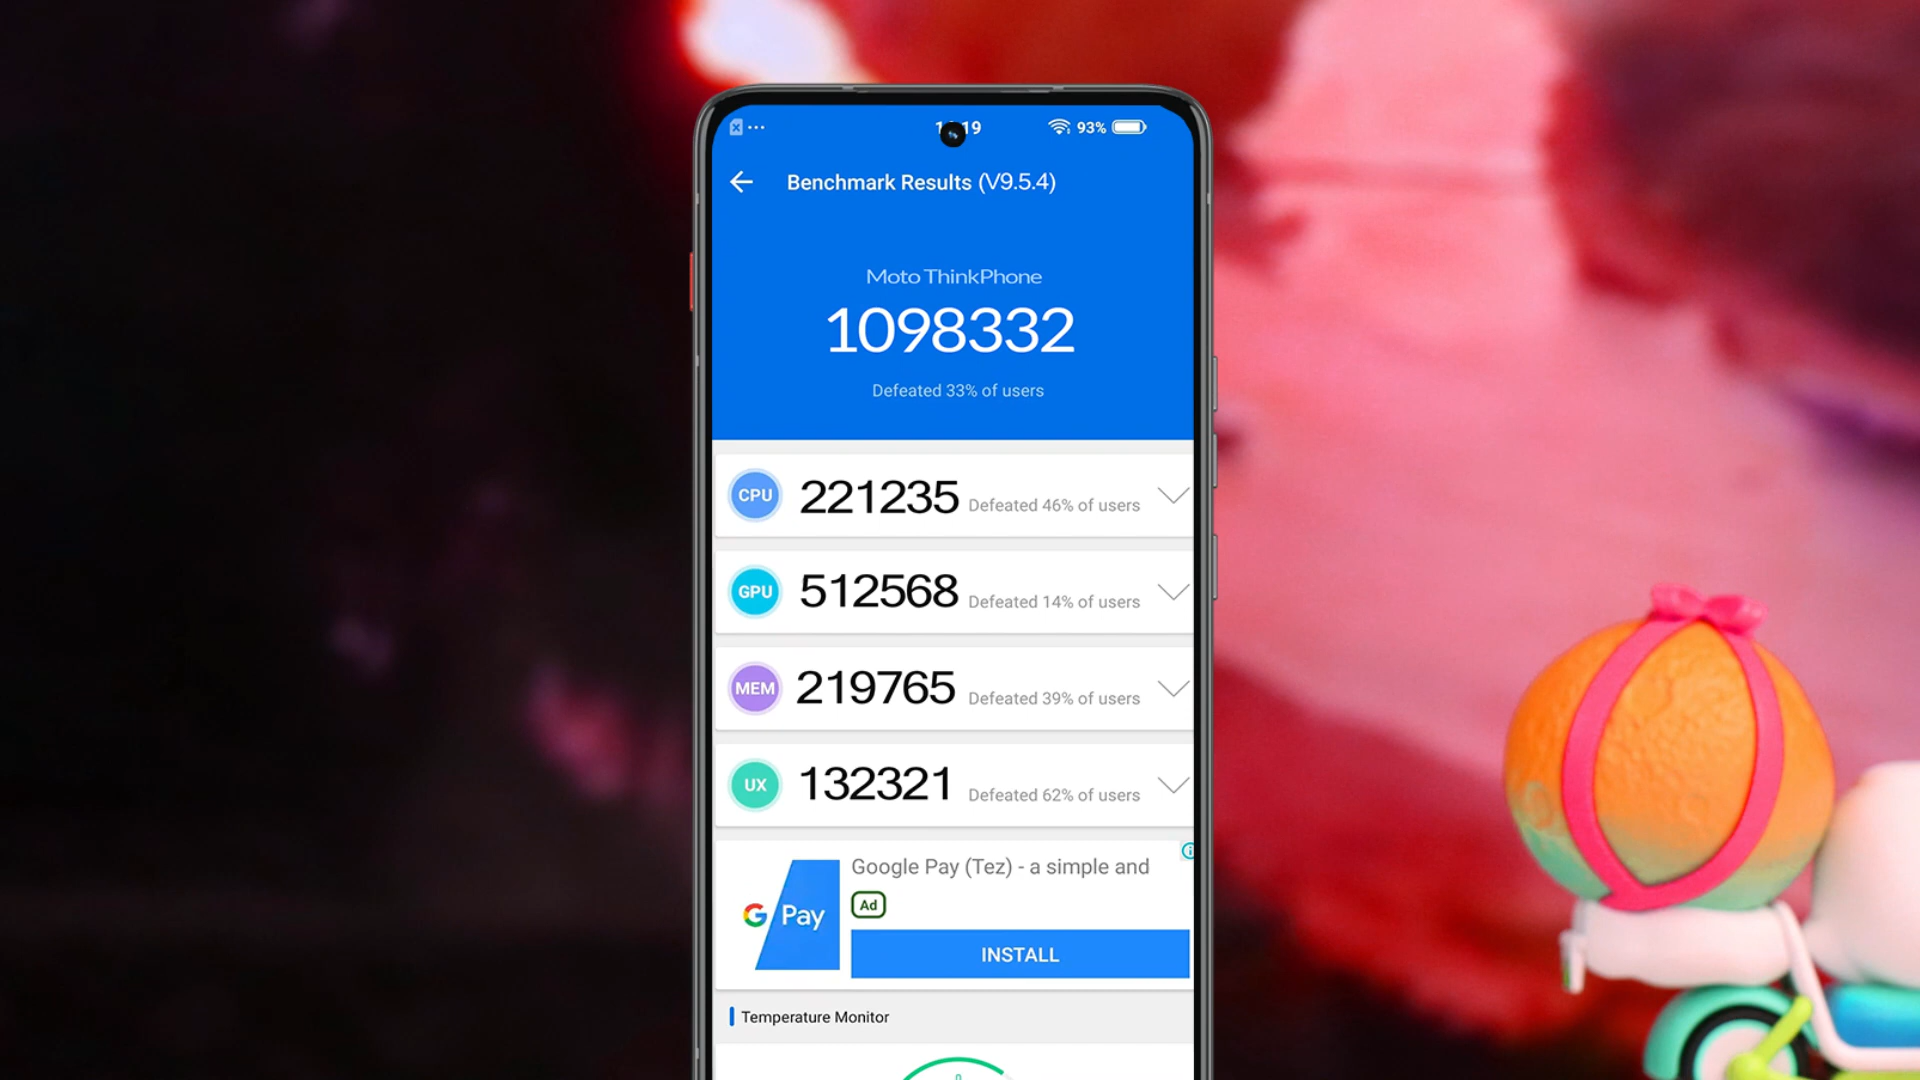 93%
Benchmark Results (V9.5.4)
Moto ThinkPhone
1098332
Defeated 33% of users
CPU 221235 Defeated 46% of users
GPU 512568 Defeated 14% of users
MEM 219765 Defeated 39% of users
UX 132321 Defeated 62% of users
Google Pay (Tez) - a simple and
Ad
G Pay
INSTALL
Temperature Monitor